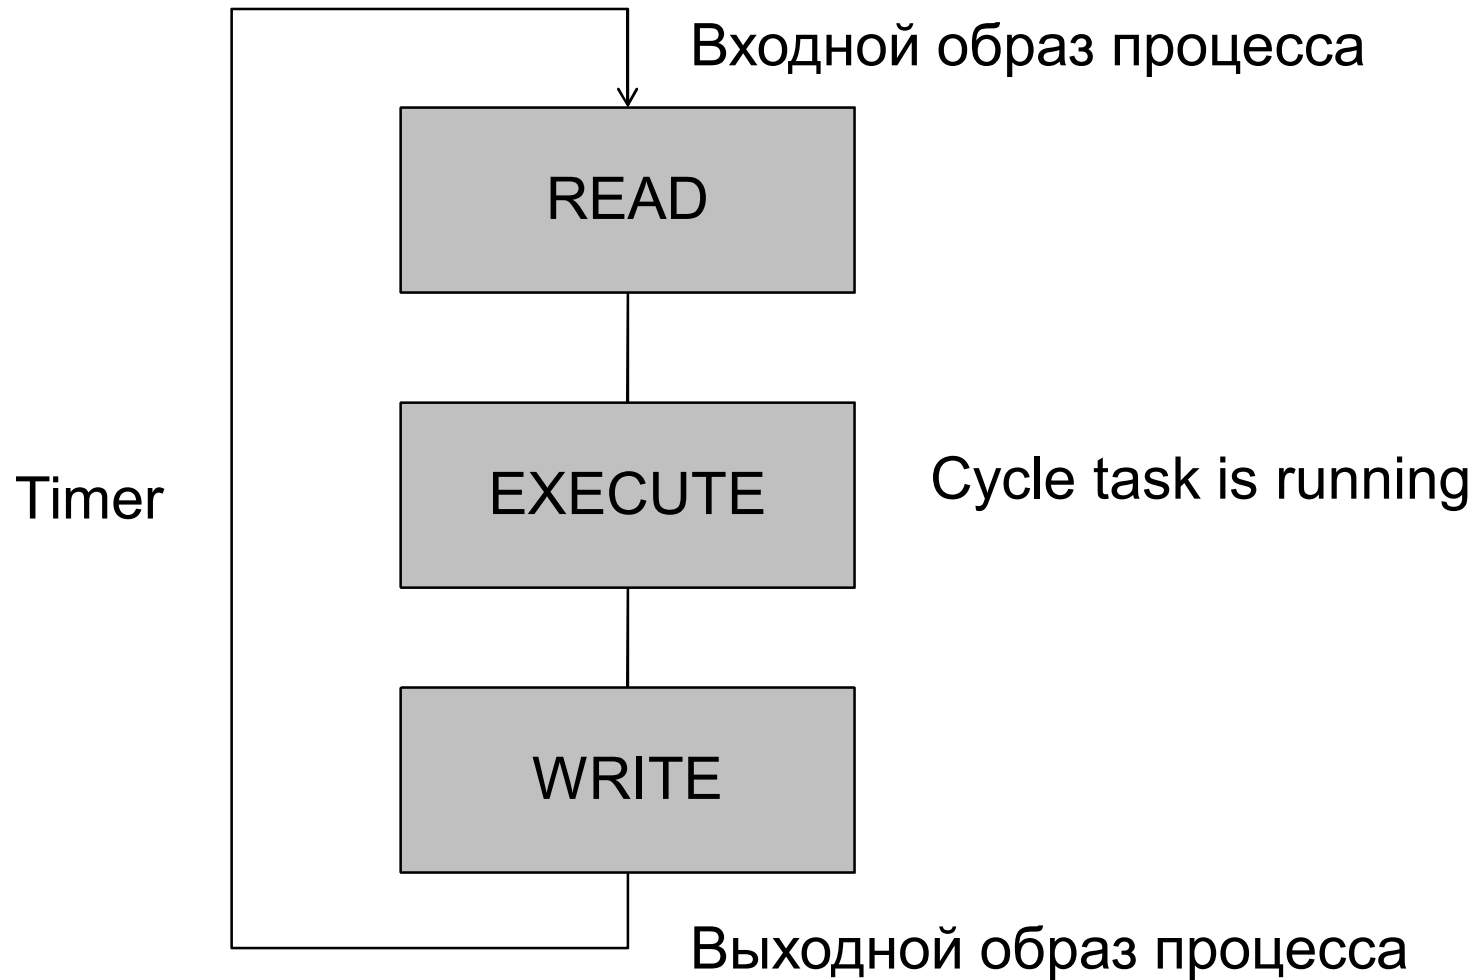 Входной образ процесса
READ
EXECUTE
Cycle task is running
Timer
WRITE
Выходной образ процесса